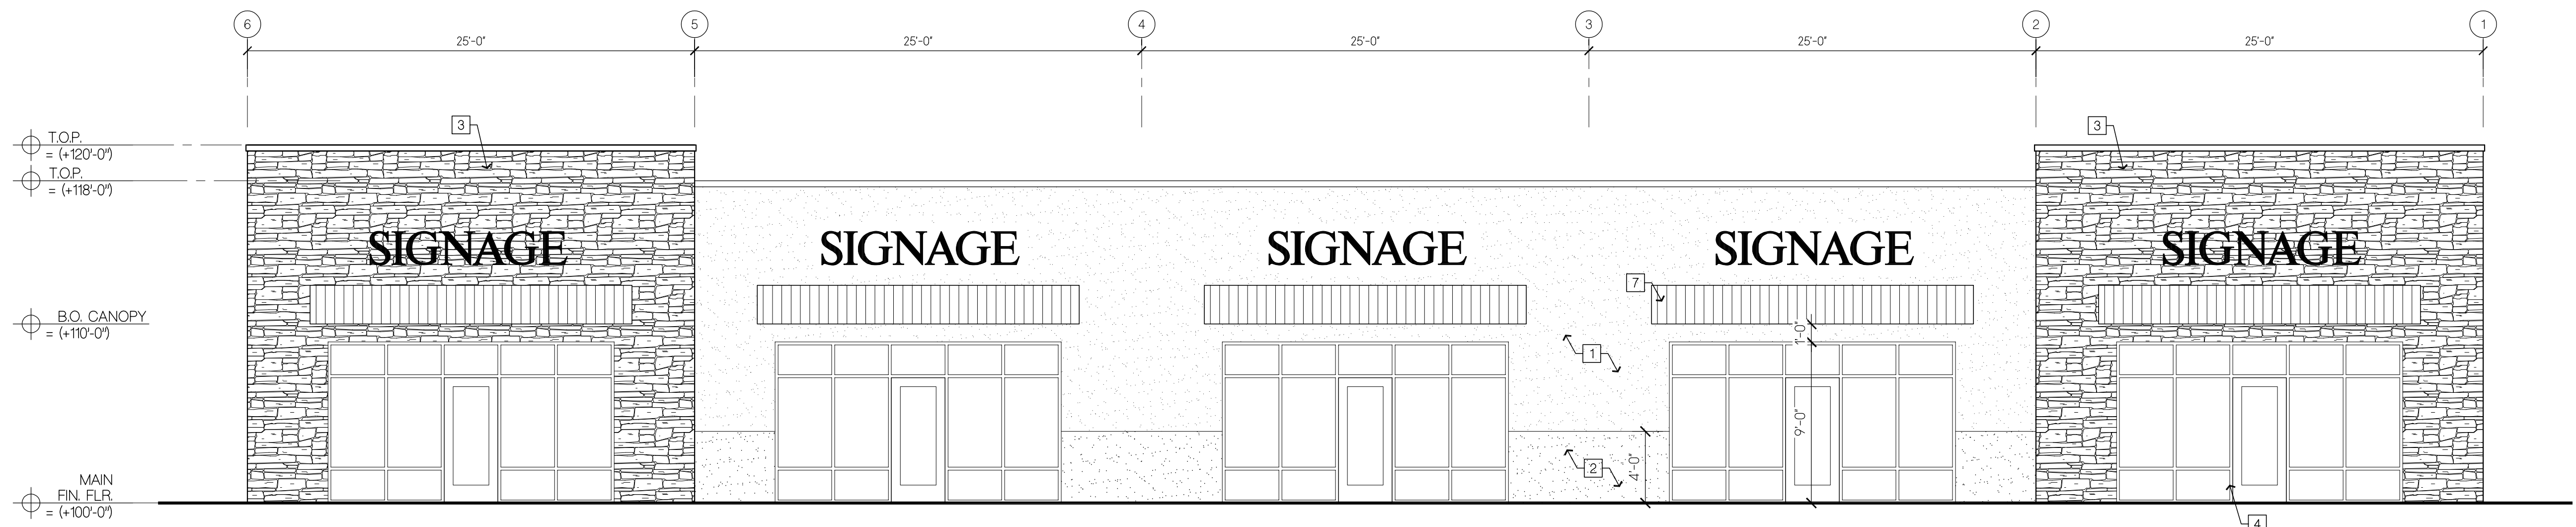 6 5 4 3 2 1
25'-0" 25'-0" 25'-0" 25'-0" 25'-0"
3 3
T.O.P.
= (+120'-0")
T.O.P.
= (+118'-0")
SIGNAGE SIGNAGE SIGNAGE SIGNAGE SIGNAGE
7
B.O. CANOPY
= (+110'-0")
1'-0"
1
9'-0"
4'-0"
2
MAIN
FIN. FLR.
= (+100'-0")
4